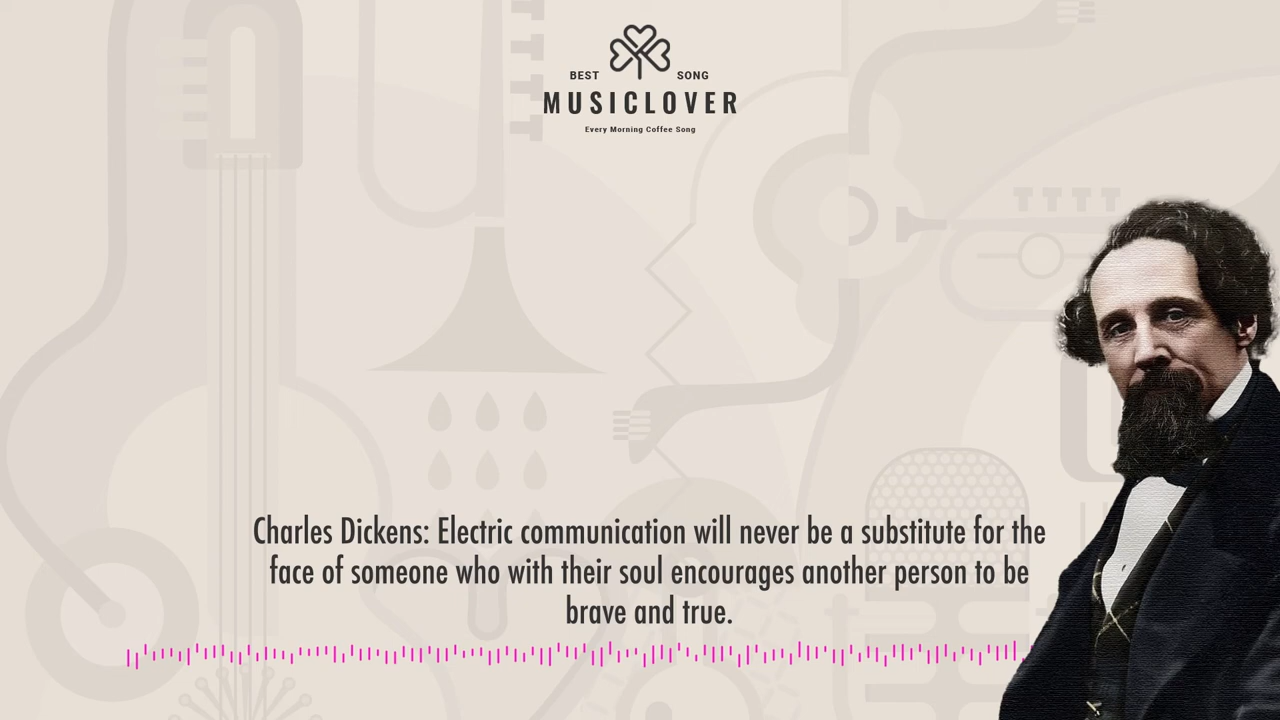 BEST SONG
MUSICLOVER
Every Morning Coffee Song
Charles Dickens: Electric communication will never be a substitute for the
face of someone who with their soul encourages another person to be
brave and true.